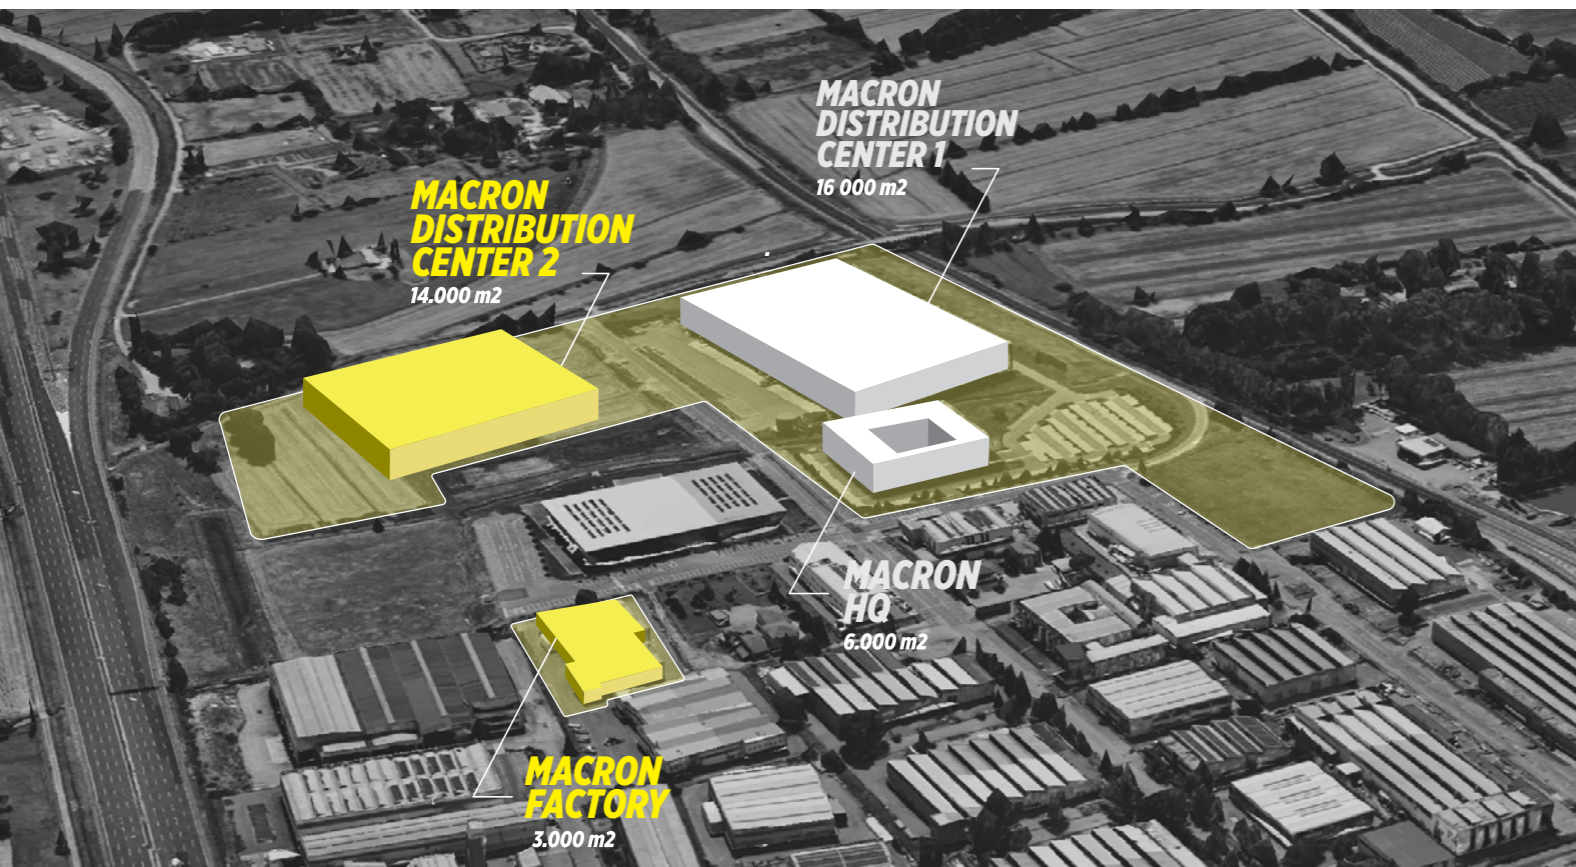 MACRON
DISTRIBUTION
CENTER 1
16 000 m2
MACRON
DISTRIBUTION
CENTER 2
14.000 m2
MACRON
HQ
6.000 m2
MACRON
FACTORY
3.000 m2